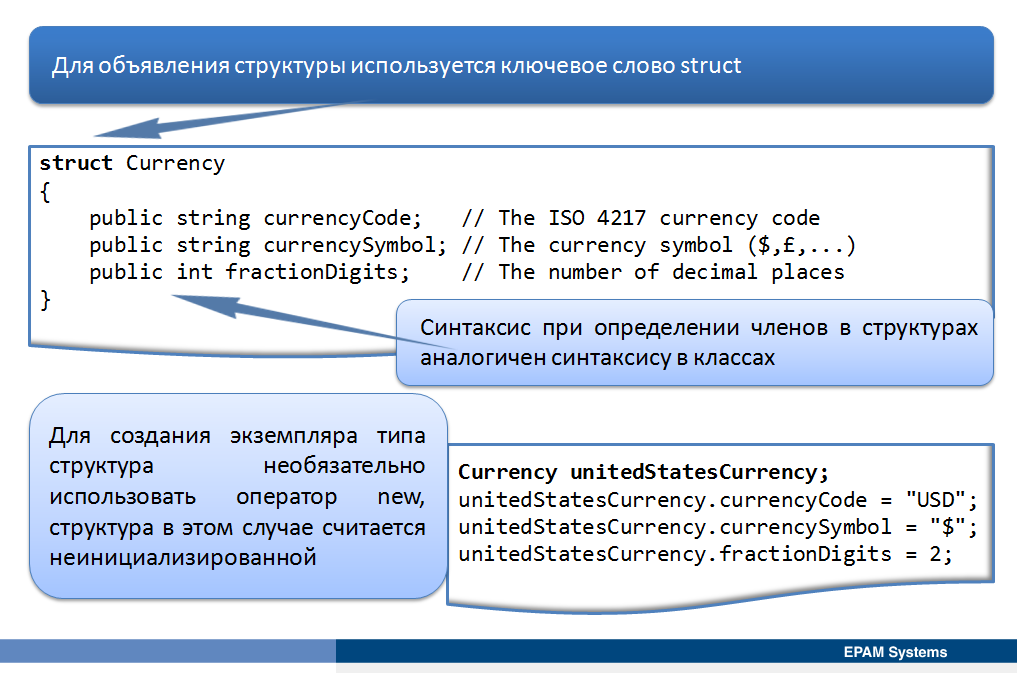 Для объявления структуры используется ключевое слово struct
struct Currency
{
    public string currencyCode;   // The ISO 4217 currency code
    public string currencySymbol; // The currency symbol ($,£,...)
    public int fractionDigits;    // The number of decimal places
}
Синтаксис при определении членов в структурах
аналогичен синтаксису в классах
Для создания экземпляра типа
структура необязательно
использовать оператор new,
структура в этом случае считается
неинициализированной
Currency unitedStatesCurrency;
unitedStatesCurrency.currencyCode = "USD";
unitedStatesCurrency.currencySymbol = "$";
unitedStatesCurrency.fractionDigits = 2;
EPAM Systems